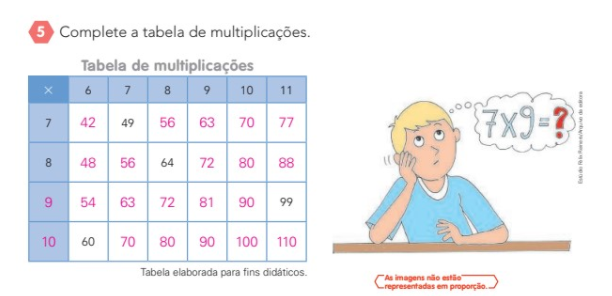 5 Complete a tabela de multiplicações.
Tabela de multiplicações
× 6 7 8 9 10 11
7 42 49 56 63 70 77
8 48 56 64 72 80 88
9 54 63 72 81 90 99
10 60 70 80 90 100 110
Tabela elaborada para fins didáticos.
7x9=?
As imagens não estão
representadas em proporção.